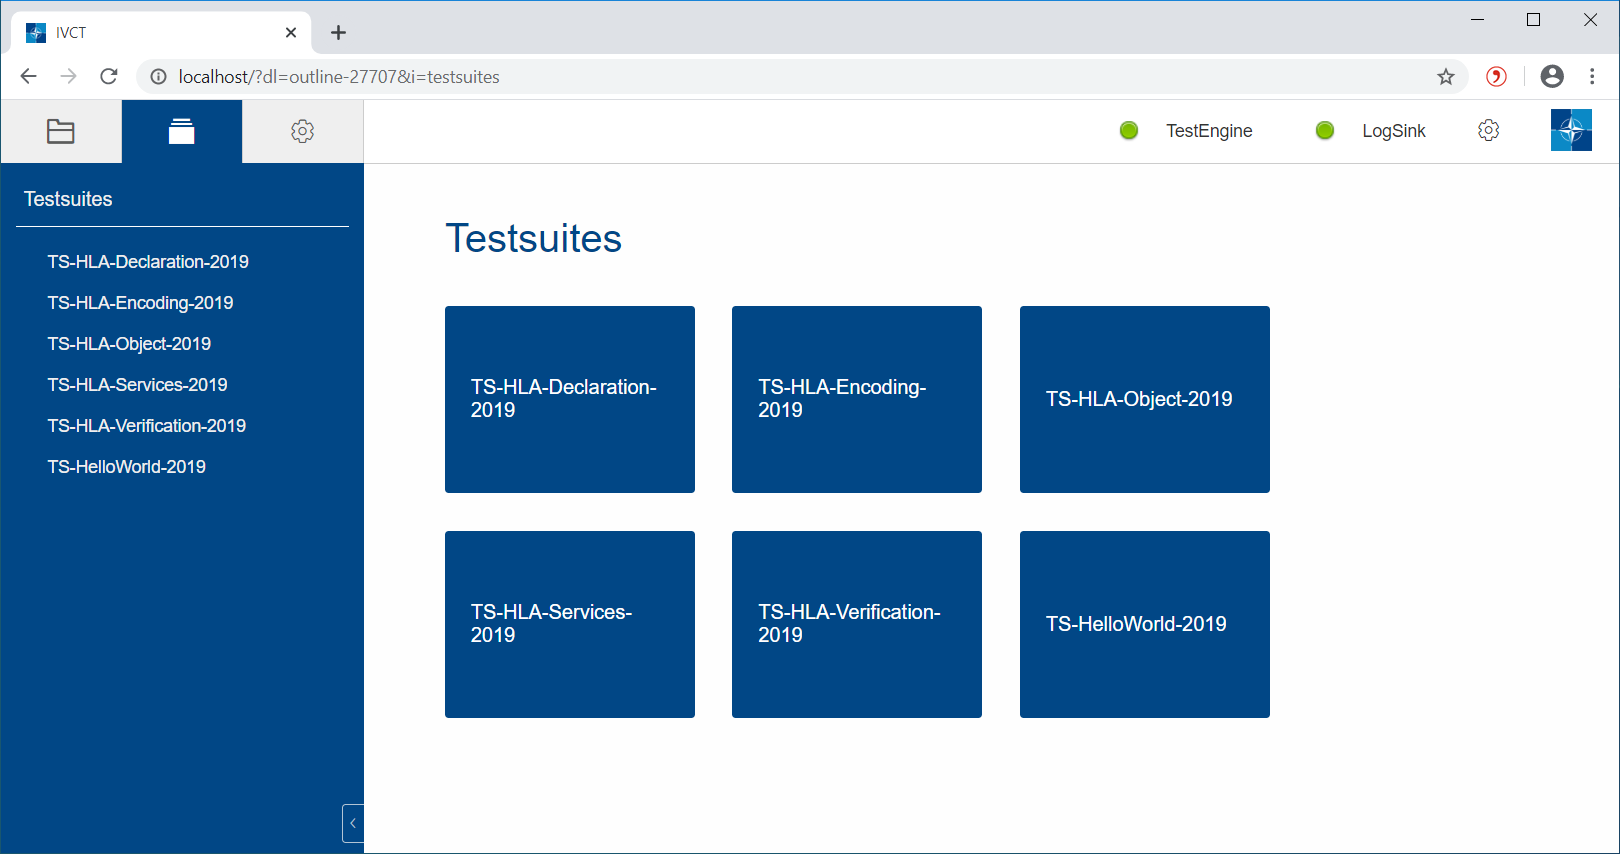 IVCT
localhost/?dl=outline-27707&i=testsuites
TestEngine
LogSink
Testsuites
TS-HLA-Declaration-2019
TS-HLA-Encoding-2019
TS-HLA-Object-2019
TS-HLA-Services-2019
TS-HLA-Verification-2019
TS-HelloWorld-2019
Testsuites
TS-HLA-Declaration-
2019
TS-HLA-Encoding-
2019
TS-HLA-Object-2019
TS-HLA-Services-
2019
TS-HLA-Verification-
2019
TS-HelloWorld-2019